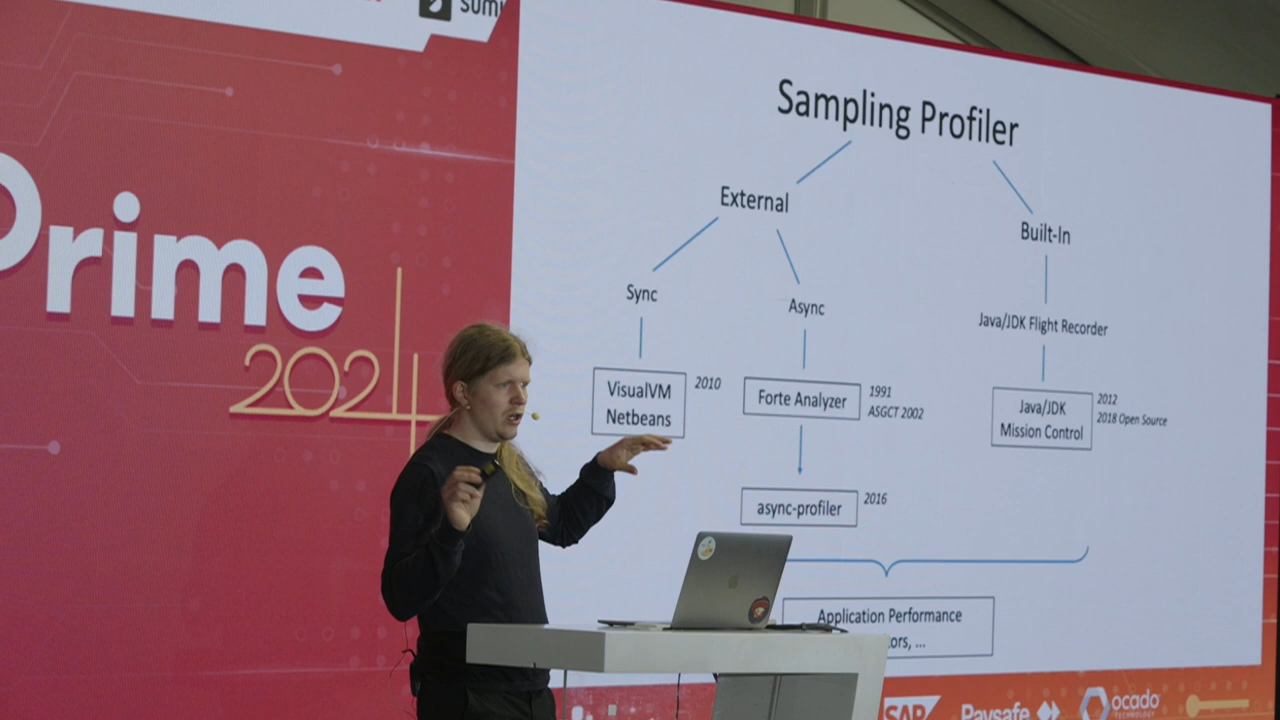 Prime
2024
Sampling Profiler
External
Built-In
Sync
Async
Java/JDK Flight Recorder
VisualVM
Netbeans
2010
Forte Analyzer
1991
ASGCT 2002
Java/JDK
Mission Control
2012
2018 Open Source
async-profiler
2016
Application Performance
...
SAP
Paysafe
ocado
TECHNOLOGY